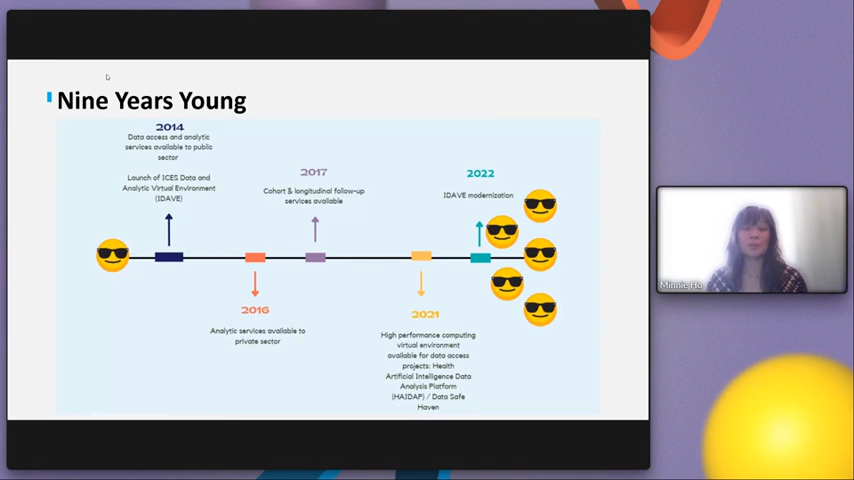 Nine Years Young
2014
Data access and analytic
services available to public
sector
Launch of ICES Data and
Analytic Virtual Environment
(IDAVE)
2017
Cohort & longitudinal follow-up
services available
2022
IDAVE modernization
2016
Analytic services available to
private sector
2021
High performance computing
virtual environment
available for data access
projects: Health
Artificial Intelligence Data
Analysis Platform
(HAIDAP) / Data Safe
Haven
Minnie Ho